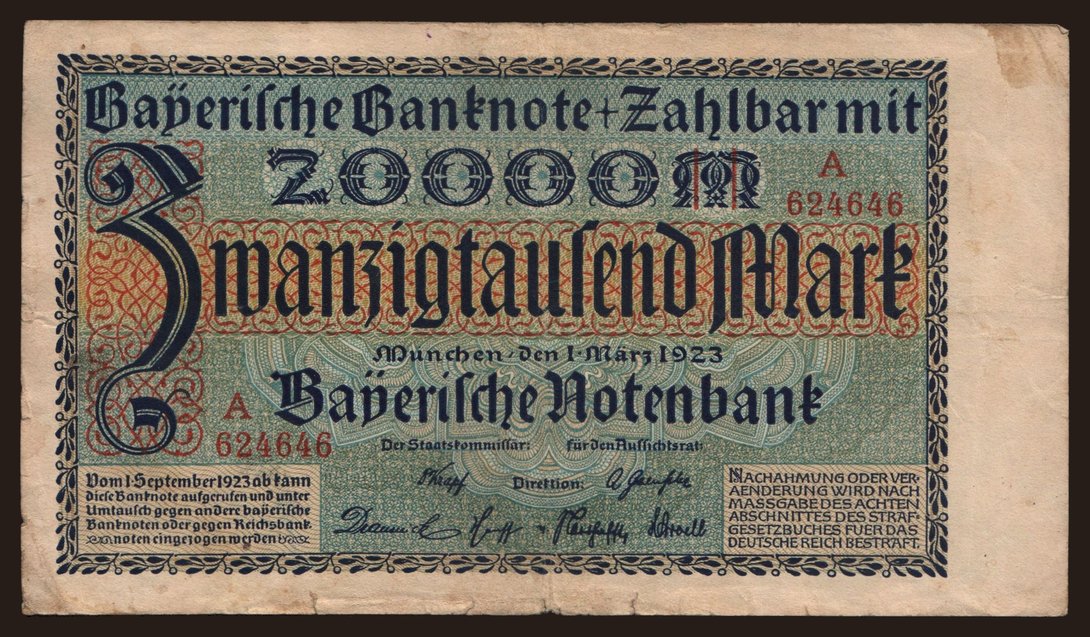 Bayerische Banknote + Zahlbar mit
20000 M
A
624646
Zwanzigtausend Mark
München · den 1 · März 1923
Bayerische Notenbank
A
624646
Der Staatskommissär:
für den Aufsichtsrat:
Direktion:
Vom 1·September 1923 ab kann
diese Banknote aufgerufen und unter
Umtausch gegen andere bayerische
Banknoten oder gegen Reichsbank-
noten eingezogen werden
NACHAHMUNG ODER VER-
AENDERUNG WIRD NACH
MASSGABE DES ACHTEN
ABSCHNITTES DES STRAF-
GESETZBUCHES FUER DAS
DEUTSCHE REICH BESTRAFT.